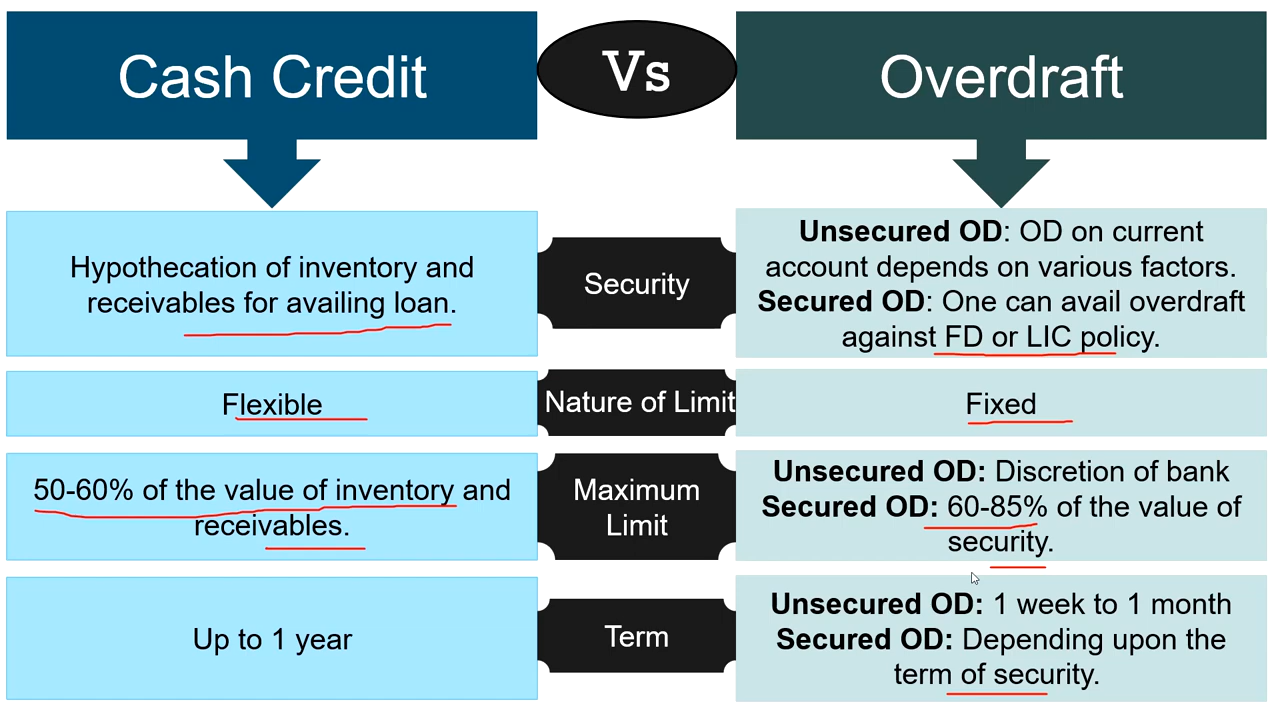 Cash Credit
Vs
Overdraft
Hypothecation of inventory and
receivables for availing loan.
Security
Unsecured OD: OD on current
account depends on various factors.
Secured OD: One can avail overdraft
against FD or LIC policy.
Flexible
Nature of Limit
Fixed
50-60% of the value of inventory and
receivables.
Maximum
Limit
Unsecured OD: Discretion of bank
Secured OD: 60-85% of the value of
security.
Up to 1 year
Term
Unsecured OD: 1 week to 1 month
Secured OD: Depending upon the
term of security.